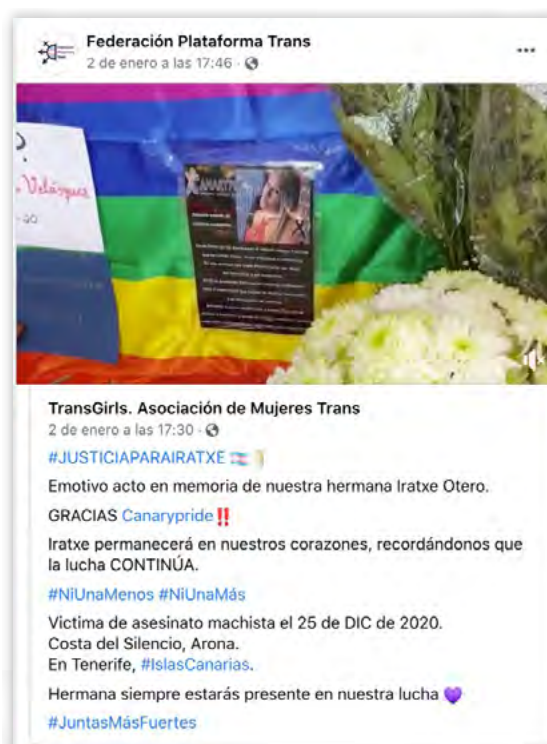 Federación Plataforma Trans
2 de enero a las 17:46 ·
Velásquez
TransGirls. Asociación de Mujeres Trans
2 de enero a las 17:30 ·
#JUSTICIAPARAIRATXE
Emotivo acto en memoria de nuestra hermana Iratxe Otero.
GRACIAS Canarypride‼️
Iratxe permanecerá en nuestros corazones, recordándonos que
la lucha CONTINÚA.
#NiUnaMenos #NiUnaMás
Victima de asesinato machista el 25 de DIC de 2020.
Costa del Silencio, Arona.
En Tenerife, #IslasCanarias.
Hermana siempre estarás presente en nuestra lucha 💜
#JuntasMásFuertes